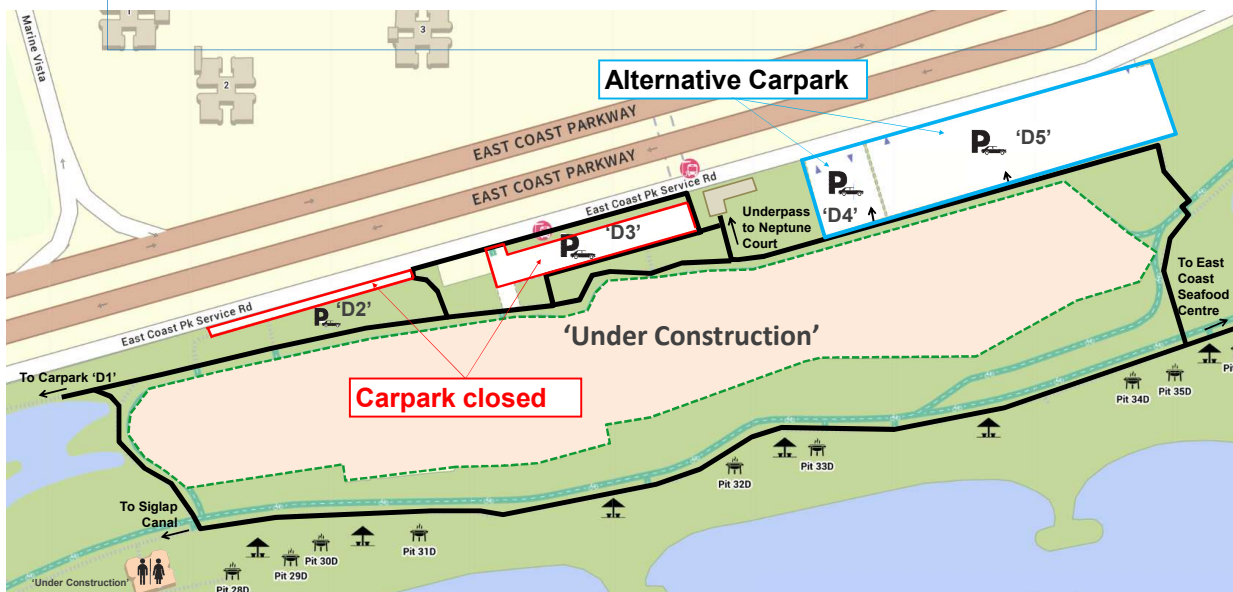 Marine Vista
1
3
2
Alternative Carpark
EAST COAST PARKWAY
EAST COAST PARKWAY
East Coast Pk Service Rd
East Coast Pk Service Rd
P 'D5'
P
'D4'
Underpass
to Neptune
Court
P 'D3'
P 'D2'
To East
Coast
Seafood
Centre
'Under Construction'
To Carpark 'D1'
Carpark closed
Pit 34D
Pit 35D
Pit 33D
Pit 32D
To Siglap
Canal
Pit 31D
Pit 30D
Pit 29D
Pit 28D
'Under Construction'